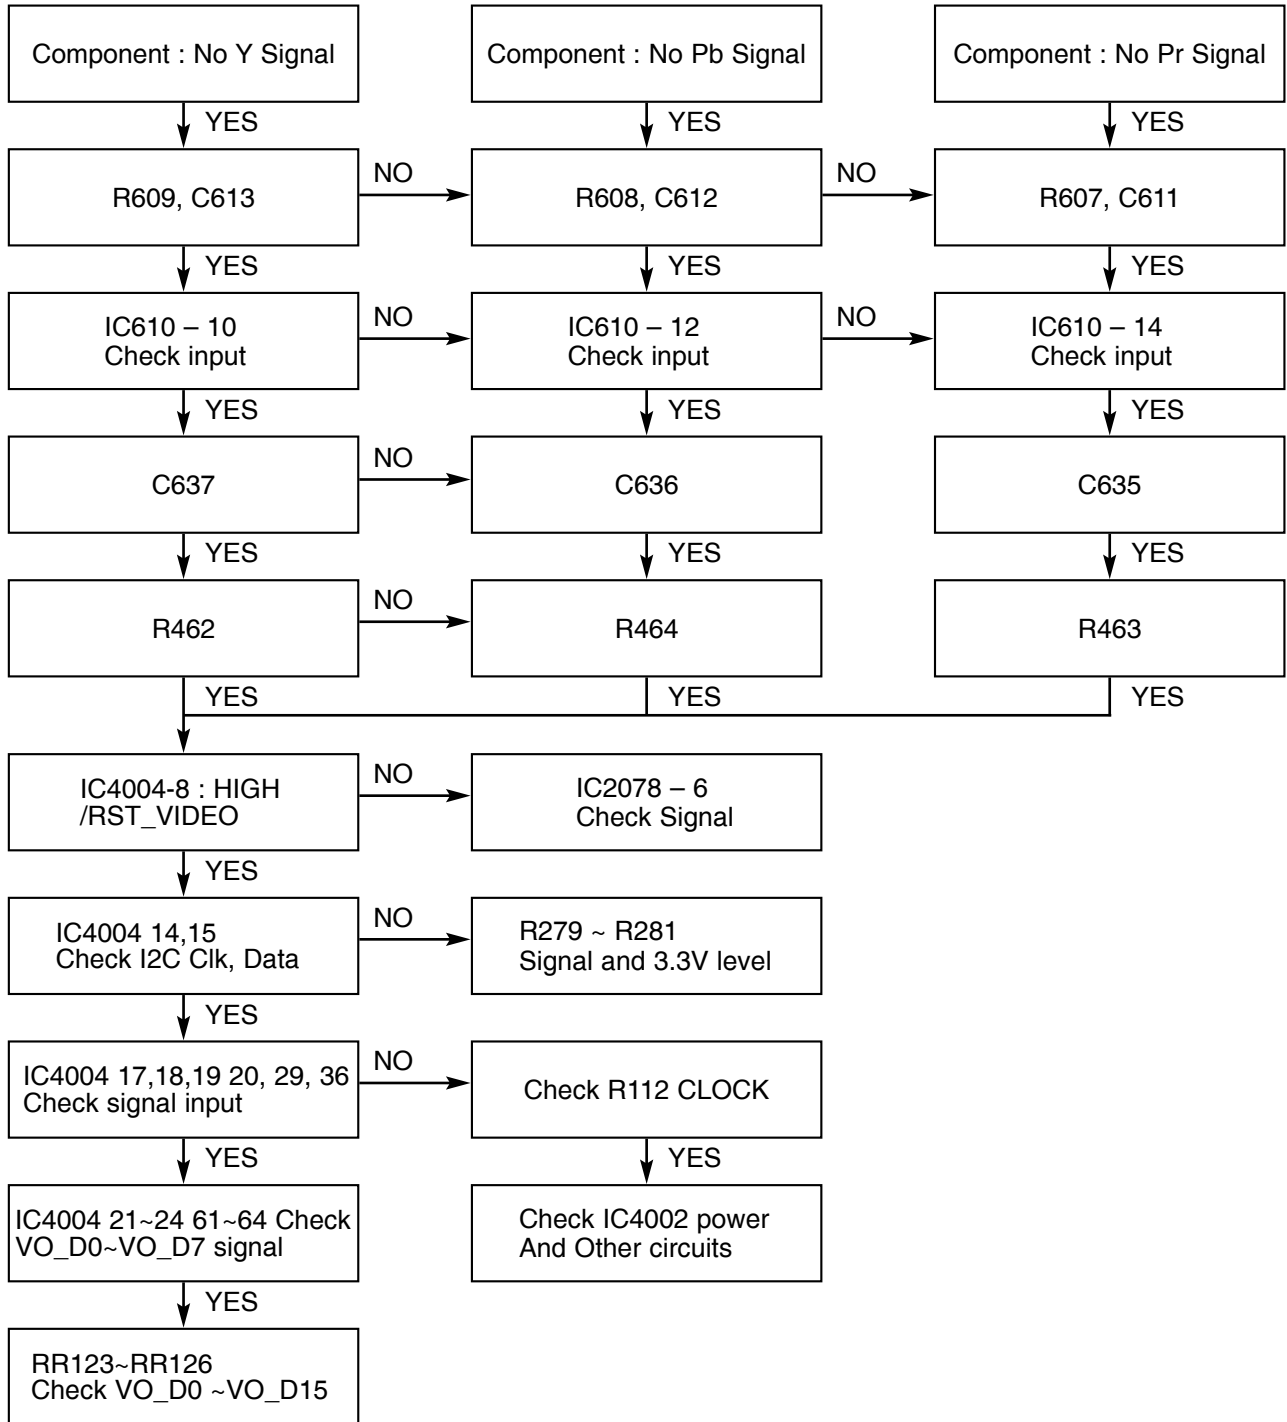 Component : No Y Signal
Component : No Pb Signal
Component : No Pr Signal
YES
YES
YES
R609, C613
NO
R608, C612
NO
R607, C611
YES
YES
YES
IC610 – 10
Check input
NO
IC610 – 12
Check input
NO
IC610 – 14
Check input
YES
YES
YES
C637
NO
C636
C635
YES
YES
YES
R462
NO
R464
R463
YES
YES
YES
IC4004-8 : HIGH
/RST_VIDEO
NO
IC2078 – 6
Check Signal
YES
IC4004 14,15
Check I2C Clk, Data
NO
R279 ~ R281
Signal and 3.3V level
YES
IC4004 17,18,19 20, 29, 36
Check signal input
NO
Check R112 CLOCK
YES
YES
IC4004 21~24 61~64 Check
VO_D0~VO_D7 signal
Check IC4002 power
And Other circuits
YES
RR123~RR126
Check VO_D0 ~VO_D15